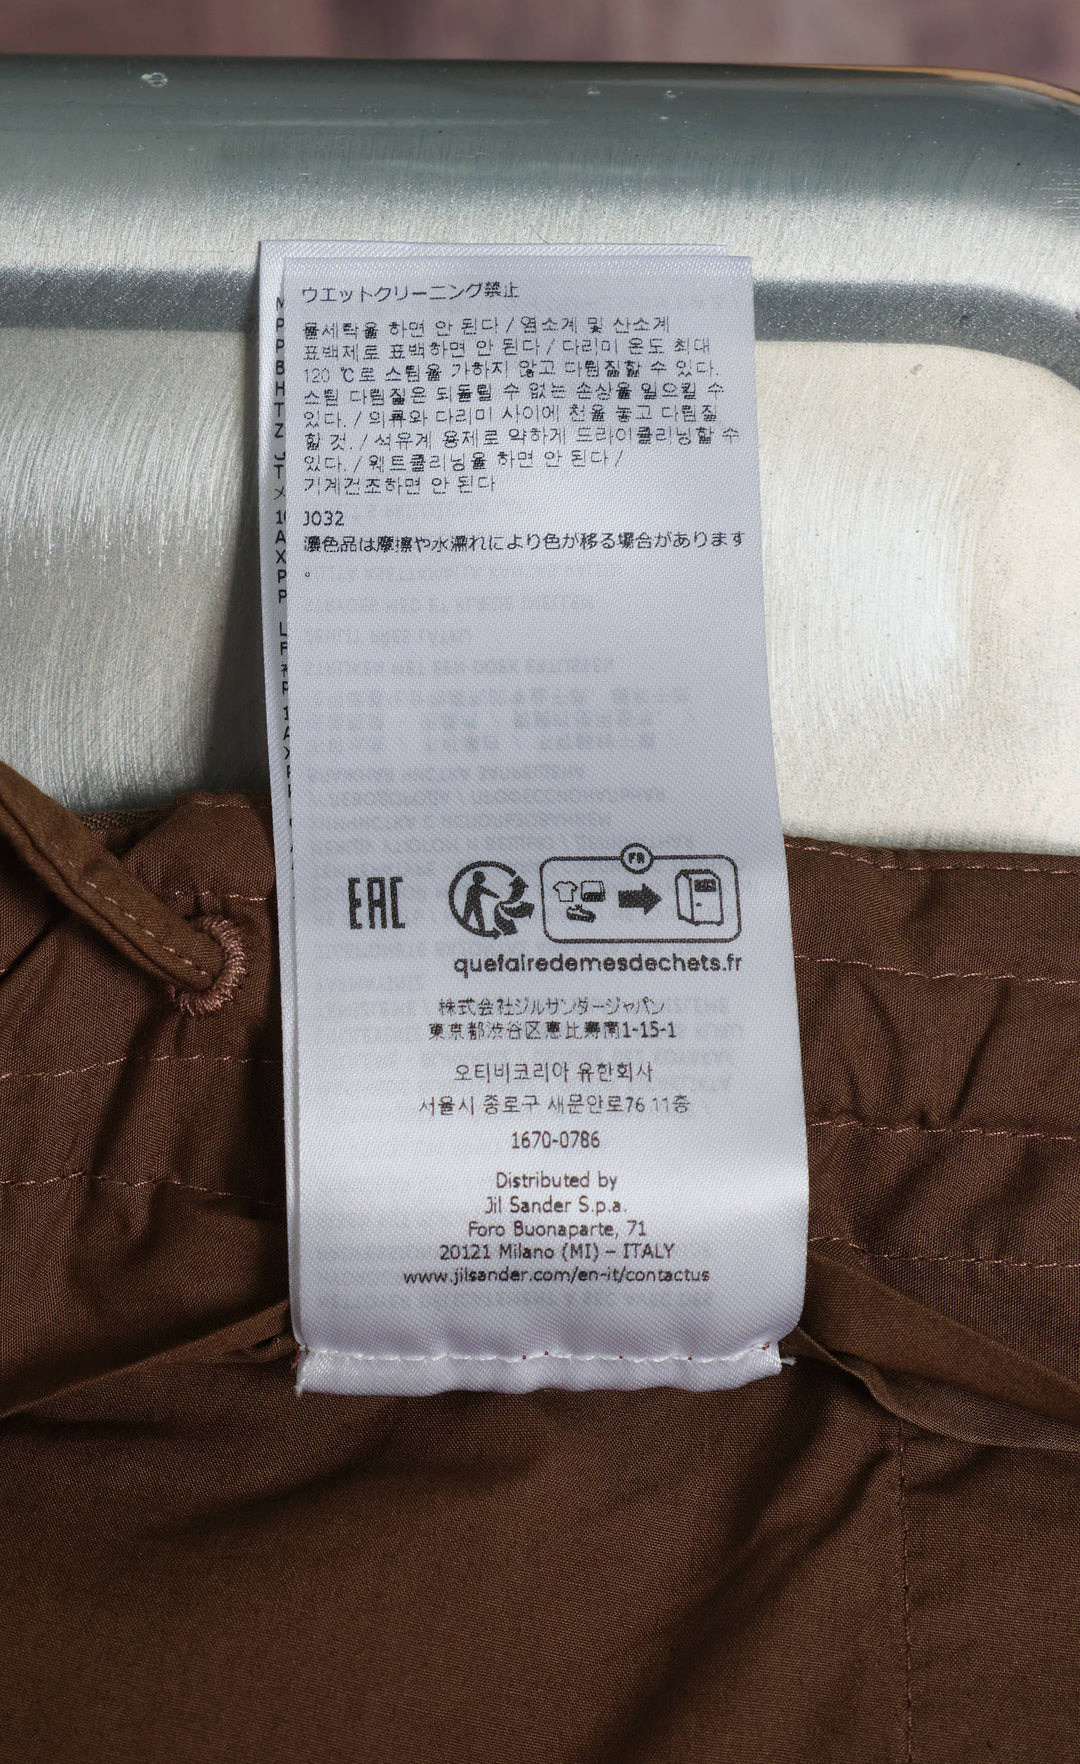 ウエットクリーニング禁止
물세탁을 하면 안 된다 / 염소계 및 산소계
표백제로 표백하면 안 된다 / 다리미 온도 최대
120 ℃로 스팀을 가하지 않고 다림질할 수 있다.
스팀 다림질은 되돌릴 수 없는 손상을 일으킬 수
있다. / 의류와 다리미 사이에 천을 놓고 다림질
할 것. / 석유계 용제로 약하게 드라이클리닝할 수
있다. / 웨트클리닝을 하면 안 된다 /
기계건조하면 안 된다
J032
濃色品は摩擦や水濡れにより色が移る場合があります
。
EAC
FR
quefairedemesdechets.fr
株式会社ジルサンダージャパン
東京都渋谷区恵比寿南1-15-1
오티비코리아 유한회사
서울시 종로구 새문안로76 11층
1670-0786
Distributed by
Jil Sander S.p.a.
Foro Buonaparte, 71
20121 Milano (MI) – ITALY
www.jilsander.com/en-it/contactus